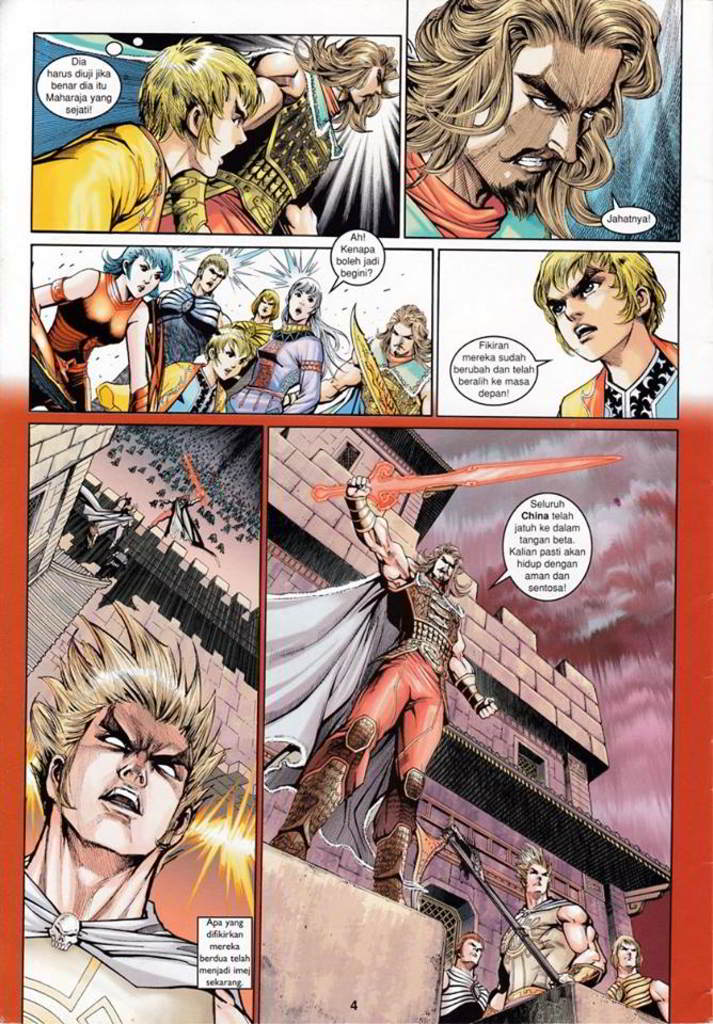 Dia
harus diuji jika
benar dia itu
Maharaja yang
sejati!
Jahatnya!
Ah!
Kenapa
boleh jadi
begini?
Fikiran
mereka sudah
berubah dan telah
beralih ke masa
depan!
Seluruh
China telah
jatuh ke dalam
tangan beta.
Kalian pasti akan
hidup dengan
aman dan
sentosa!
Apa yang
difikirkan
mereka
berdua telah
menjadi imej
sekarang.
4